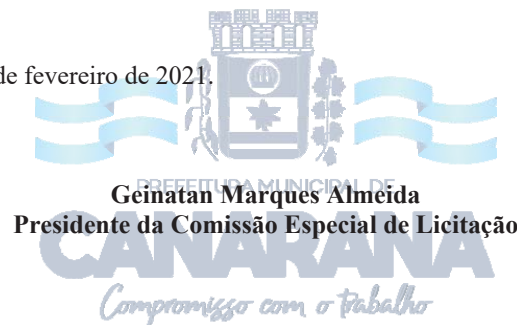 de fevereiro de 2021.
PREFEITURA MUNICIPAL DE
Geinatan Marques Almeida
Presidente da Comissão Especial de Licitação
CANARANA
Compromisso com o trabalho